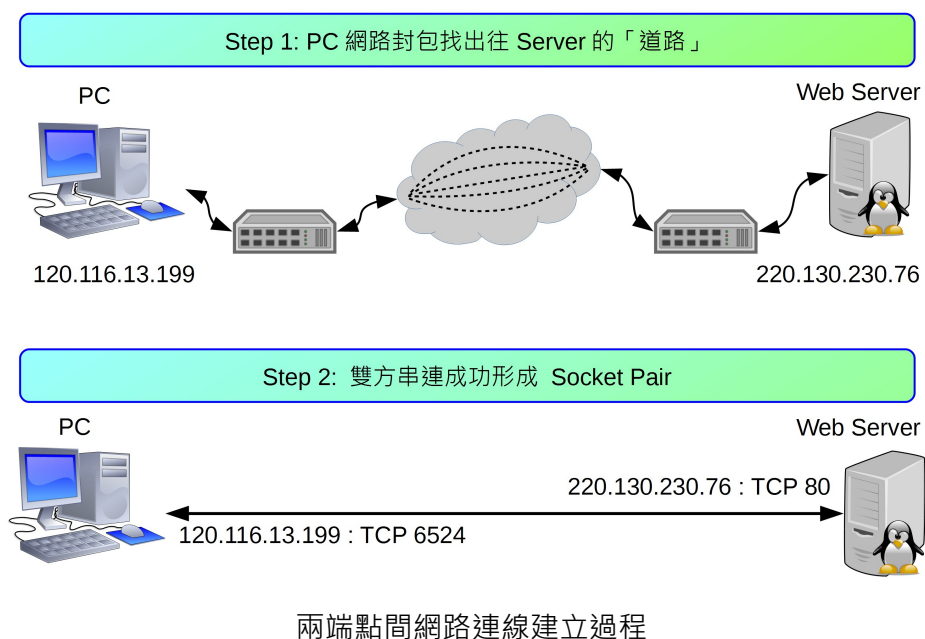 Step 1: PC 網路封包找出往 Server 的「道路」
PC
Web Server
120.116.13.199
220.130.230.76
Step 2: 雙方串連成功形成 Socket Pair
PC
Web Server
220.130.230.76 : TCP 80
120.116.13.199 : TCP 6524
兩端點間網路連線建立過程